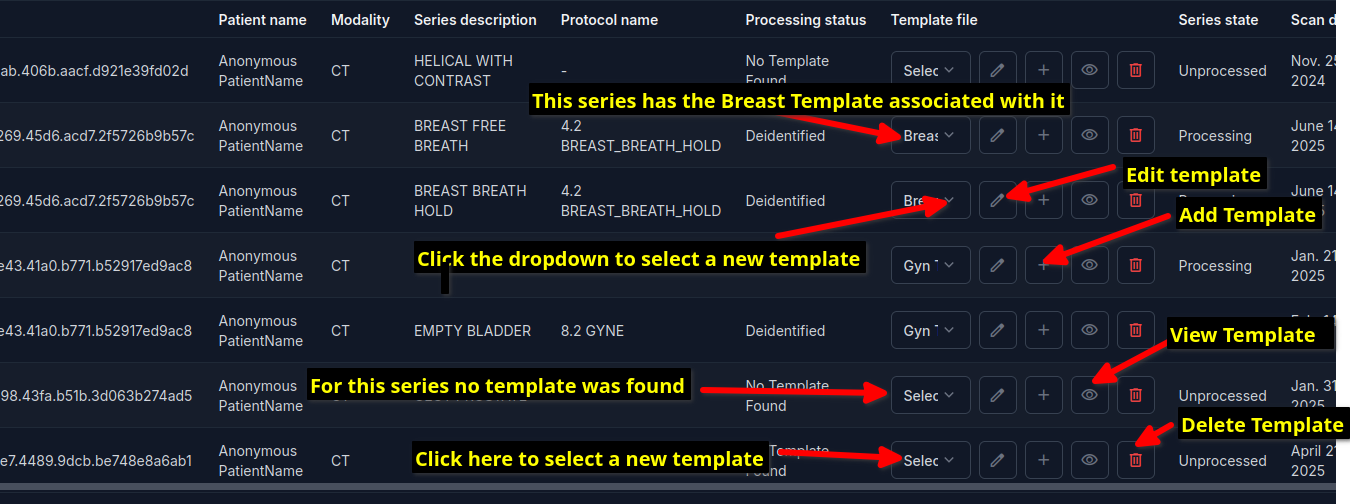 Patient name Modality Series description Protocol name Processing status Template file Series state Scan d
ab.406b.aacf.d921e39fd02d Anonymous PatientName CT HELICAL WITH CONTRAST - No Template Found Selec Unprocessed Nov. 25 2024
This series has the Breast Template associated with it
269.45d6.acd7.2f5726b9b57c Anonymous PatientName CT BREAST FREE BREATH 4.2 BREAST_BREATH_HOLD Deidentified Breas Processing June 14 2025
Edit template
269.45d6.acd7.2f5726b9b57c Anonymous PatientName CT BREAST BREATH HOLD 4.2 BREAST_BREATH_HOLD Deidentified June 14
Add Template
Click the dropdown to select a new template
e43.41a0.b771.b52917ed9ac8 Anonymous PatientName CT Gyn T Processing Jan. 21 2025
e43.41a0.b771.b52917ed9ac8 Anonymous PatientName CT EMPTY BLADDER 8.2 GYNE Deidentified Gyn T
View Template
For this series no template was found
98.43fa.b51b.3d063b274ad5 Anonymous PatientName No Template Found Selec Unprocessed Jan. 31 2025
Delete Template
Click here to select a new template
e7.4489.9dcb.be748e8a6ab1 Anonymous PatientName CT Template Selec Unprocessed April 21 2025